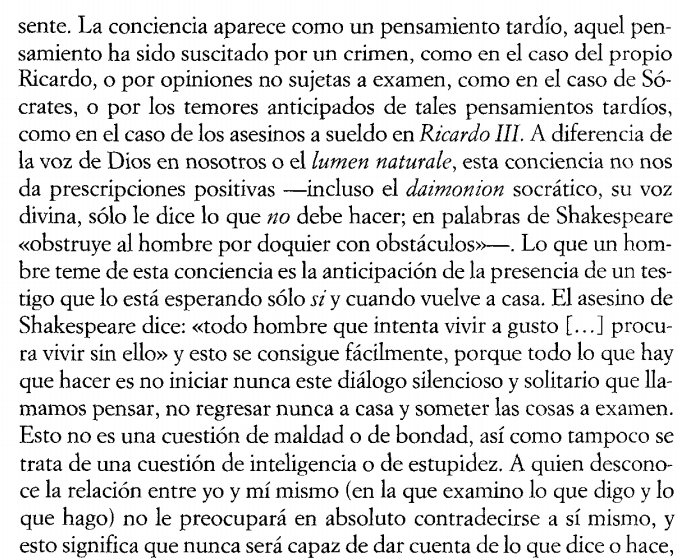 sente. La conciencia aparece como un pensamiento tardío, aquel pen-
samiento ha sido suscitado por un crimen, como en el caso del propio
Ricardo, o por opiniones no sujetas a examen, como en el caso de Só-
crates, o por los temores anticipados de tales pensamientos tardíos,
como en el caso de los asesinos a sueldo en Ricardo III. A diferencia de
la voz de Dios en nosotros o el lumen naturale, esta conciencia no nos
da prescripciones positivas —incluso el daimonion socrático, su voz
divina, sólo le dice lo que no debe hacer; en palabras de Shakespeare
«obstruye al hombre por doquier con obstáculos»—. Lo que un hom-
bre teme de esta conciencia es la anticipación de la presencia de un tes-
tigo que lo está esperando sólo si y cuando vuelve a casa. El asesino de
Shakespeare dice: «todo hombre que intenta vivir a gusto [...] procu-
ra vivir sin ello» y esto se consigue fácilmente, porque todo lo que hay
que hacer es no iniciar nunca este diálogo silencioso y solitario que lla-
mamos pensar, no regresar nunca a casa y someter las cosas a examen.
Esto no es una cuestión de maldad o de bondad, así como tampoco se
trata de una cuestión de inteligencia o de estupidez. A quien descono-
ce la relación entre yo y mí mismo (en la que examino lo que digo y lo
que hago) no le preocupará en absoluto contradecirse a sí mismo, y
esto significa que nunca será capaz de dar cuenta de lo que dice o hace,